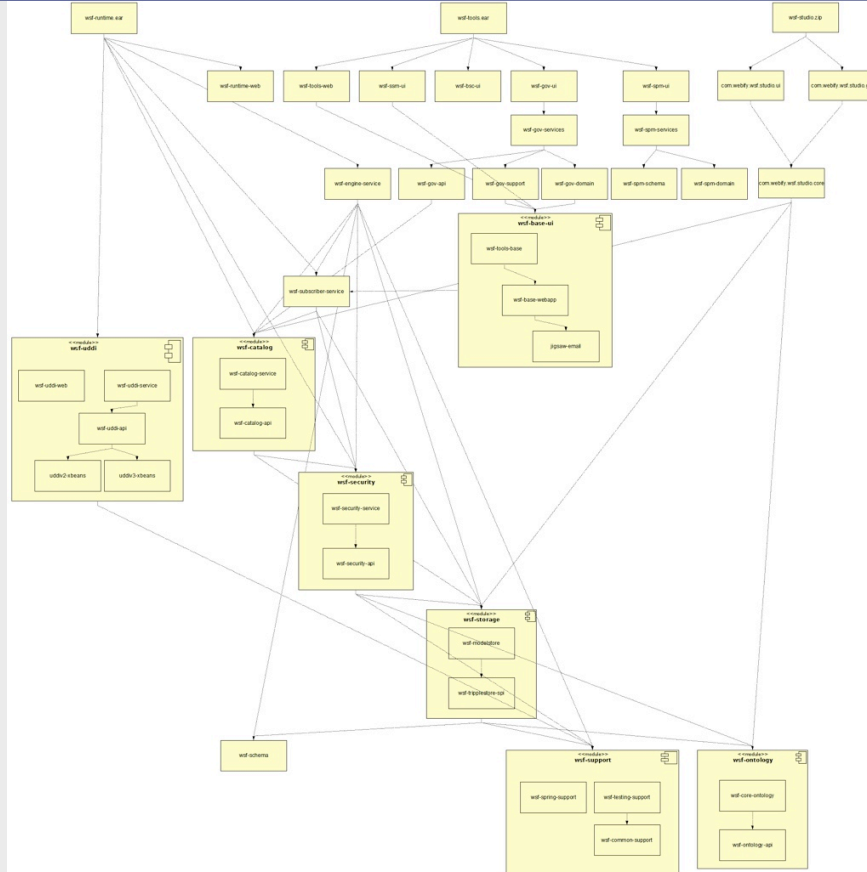 wsf-runtime.ear
wsf-tools.ear
wsf-studio.zip
wsf-runtime-web
wsf-tools-web
wsf-ssm-ui
wsf-bsc-ui
wsf-gov-ui
wsf-spm-ui
com.webify.wsf.studio.ui
com.webify.wsf.studio.
wsf-gov-services
wsf-spm-services
wsf-engine-service
wsf-gov-api
wsf-gov-support
wsf-gov-domain
wsf-spm-schema
wsf-spm-domain
com.webify.wsf.studio.core
<<module>>
wsf-base-ui
wsf-tools-base
wsf-base-webapp
jigsaw-email
wsf-subscriber-service
<<module>>
wsf-uddi
wsf-uddi-web
wsf-uddi-service
wsf-uddi-api
uddiv2-xbeans
uddiv3-xbeans
<<module>>
wsf-catalog
wsf-catalog-service
wsf-catalog-api
<<module>>
wsf-security
wsf-security-service
wsf-security-api
<<module>>
wsf-storage
wsf-modelstore
wsf-triplestore-spi
wsf-schema
<<module>>
wsf-support
wsf-spring-support
wsf-testing-support
wsf-common-support
<<module>>
wsf-ontology
wsf-core-ontology
wsf-ontology-api